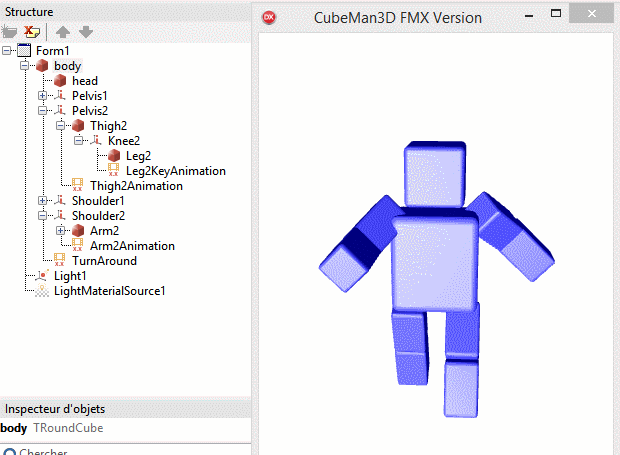 Structure
Form1
body
head
Pelvis1
Pelvis2
Thigh2
Knee2
Leg2
Leg2KeyAnimation
Thigh2Animation
Shoulder1
Shoulder2
Arm2
Arm2Animation
TurnAround
Light1
LightMaterialSource1
Inspecteur d'objets
body TRoundCube
Chercher
DX CubeMan3D FMX Version